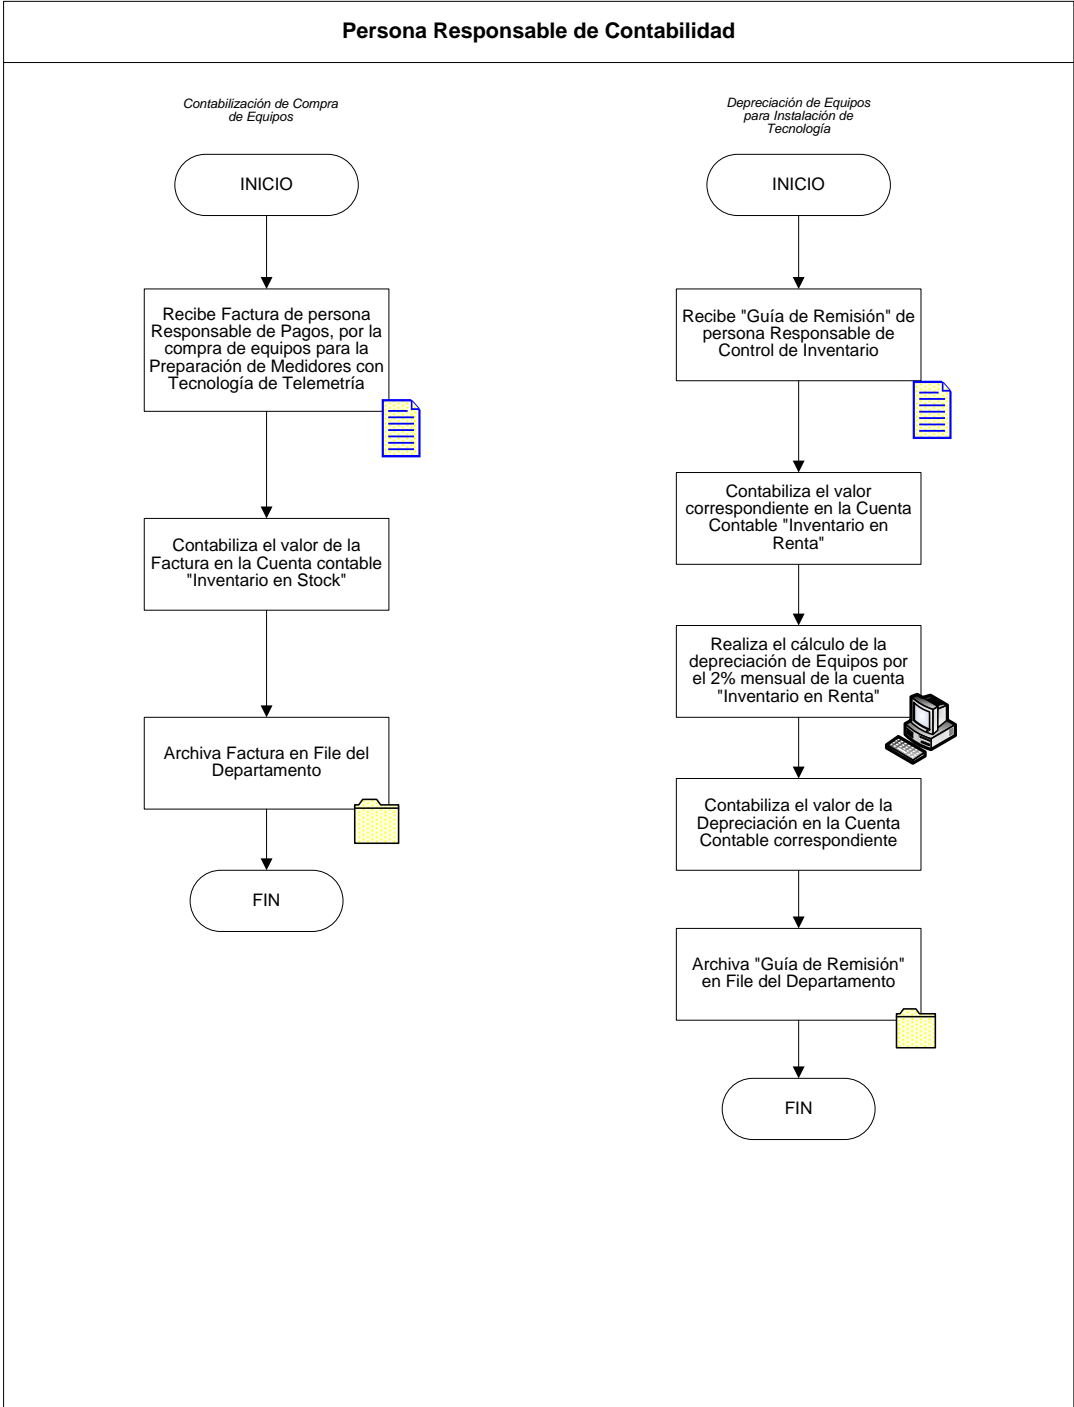 Persona Responsable de Contabilidad
Contabilización de Compra
de Equipos
INICIO
Recibe Factura de persona
Responsable de Pagos, por la
compra de equipos para la
Preparación de Medidores con
Tecnología de Telemetría
Contabiliza el valor de la
Factura en la Cuenta contable
"Inventario en Stock"
Archiva Factura en File del
Departamento
FIN
Depreciación de Equipos
para Instalación de
Tecnología
INICIO
Recibe "Guía de Remisión" de
persona Responsable de
Control de Inventario
Contabiliza el valor
correspondiente en la Cuenta
Contable "Inventario en
Renta"
Realiza el cálculo de la
depreciación de Equipos por
el 2% mensual de la cuenta
"Inventario en Renta"
Contabiliza el valor de la
Depreciación en la Cuenta
Contable correspondiente
Archiva "Guía de Remisión"
en File del Departamento
FIN